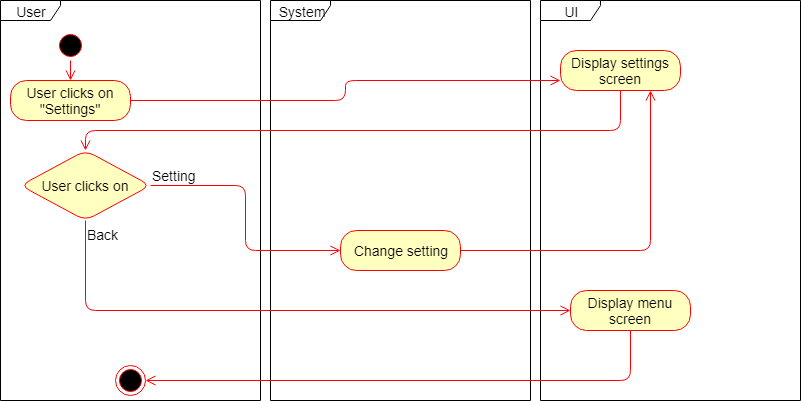 User
System
UI
User clicks on
"Settings"
Display settings
screen
User clicks on
Setting
Back
Change setting
Display menu
screen